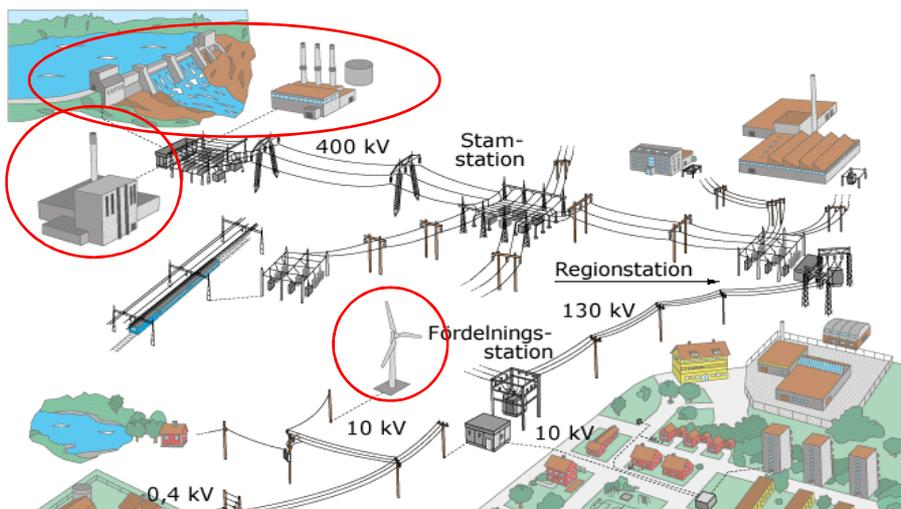 400 kV
Stam-
station
Regionstation
130 kV
Fördelnings-
station
10 kV
10 kV
0,4 kV